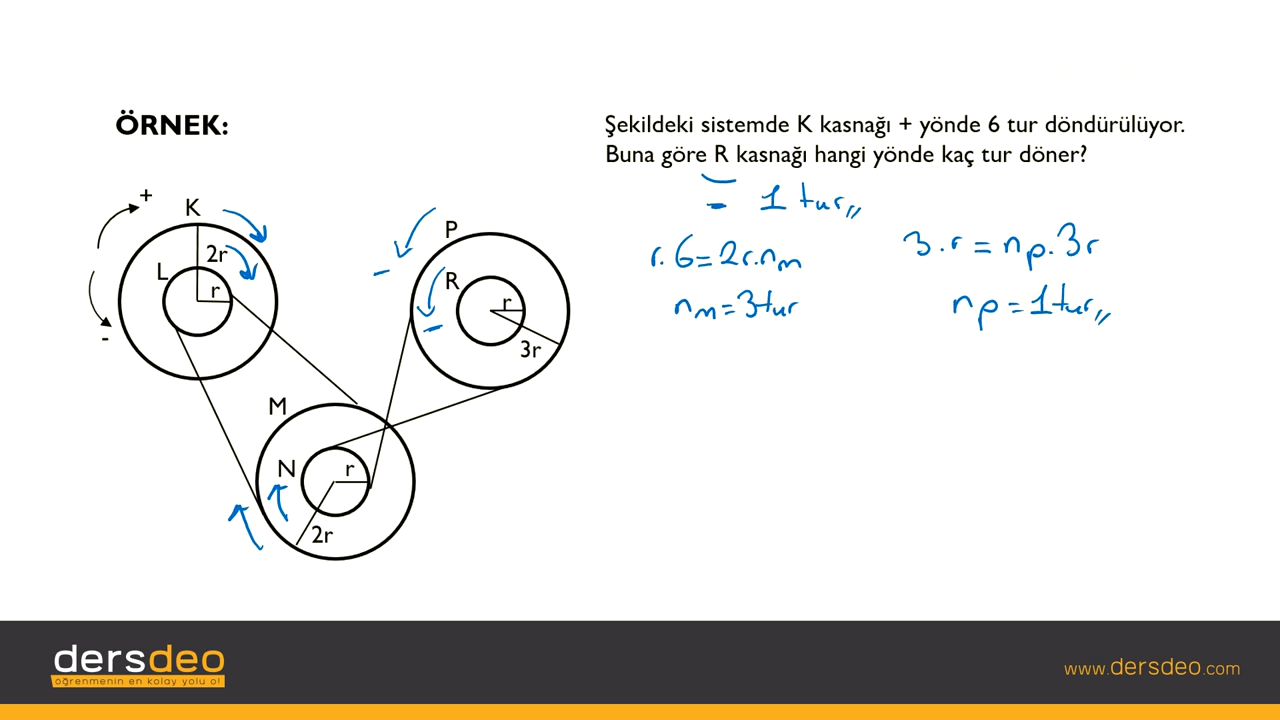 ÖRNEK:
Şekildeki sistemde K kasnağı + yönde 6 tur döndürülüyor.
Buna göre R kasnağı hangi yönde kaç tur döner?
- 1 tur,,
r.6=2r.nm
nm=3tur
3.r=np.3r
np=1tur,,
+
-
K
2r
L
r
P
-
R
-
r
3r
M
N
r
2r
dersdeo
öğrenmenin en kolay yolu o!
www.dersdeo.com